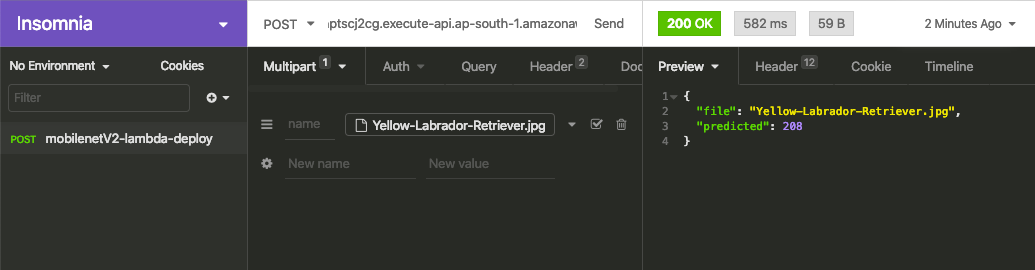 Insomnia
No Environment
Cookies
Filter
POST mobilenetV2-lambda-deploy
POST ptscj2cg.execute-api.ap-south-1.amazonav Send
Multipart 1 Auth Query Header 2 Doc
name Yellow-Labrador-Retriever.jpg
New name New value
200 OK 582 ms 59 B 2 Minutes Ago
Preview Header 12 Cookie Timeline
1 {
2 "file": "Yellow-Labrador-Retriever.jpg",
3 "predicted": 208
4 }